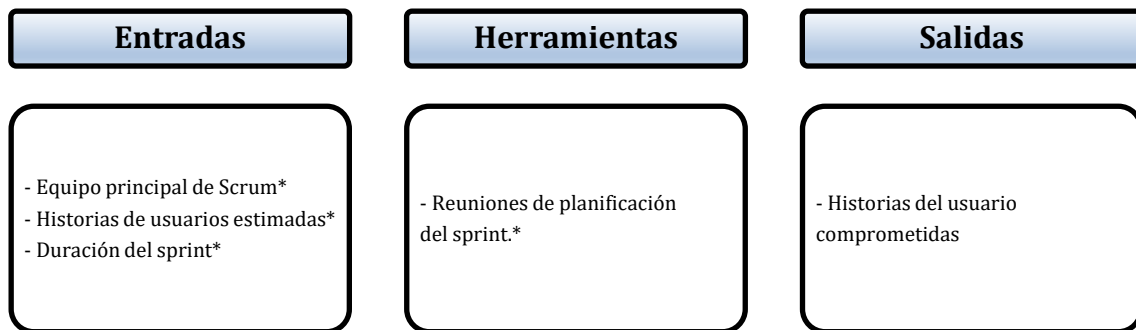 Entradas
Herramientas
Salidas
- Equipo principal de Scrum*
- Historias de usuarios estimadas*
- Duración del sprint*
- Reuniones de planificación
del sprint.*
- Historias del usuario
comprometidas